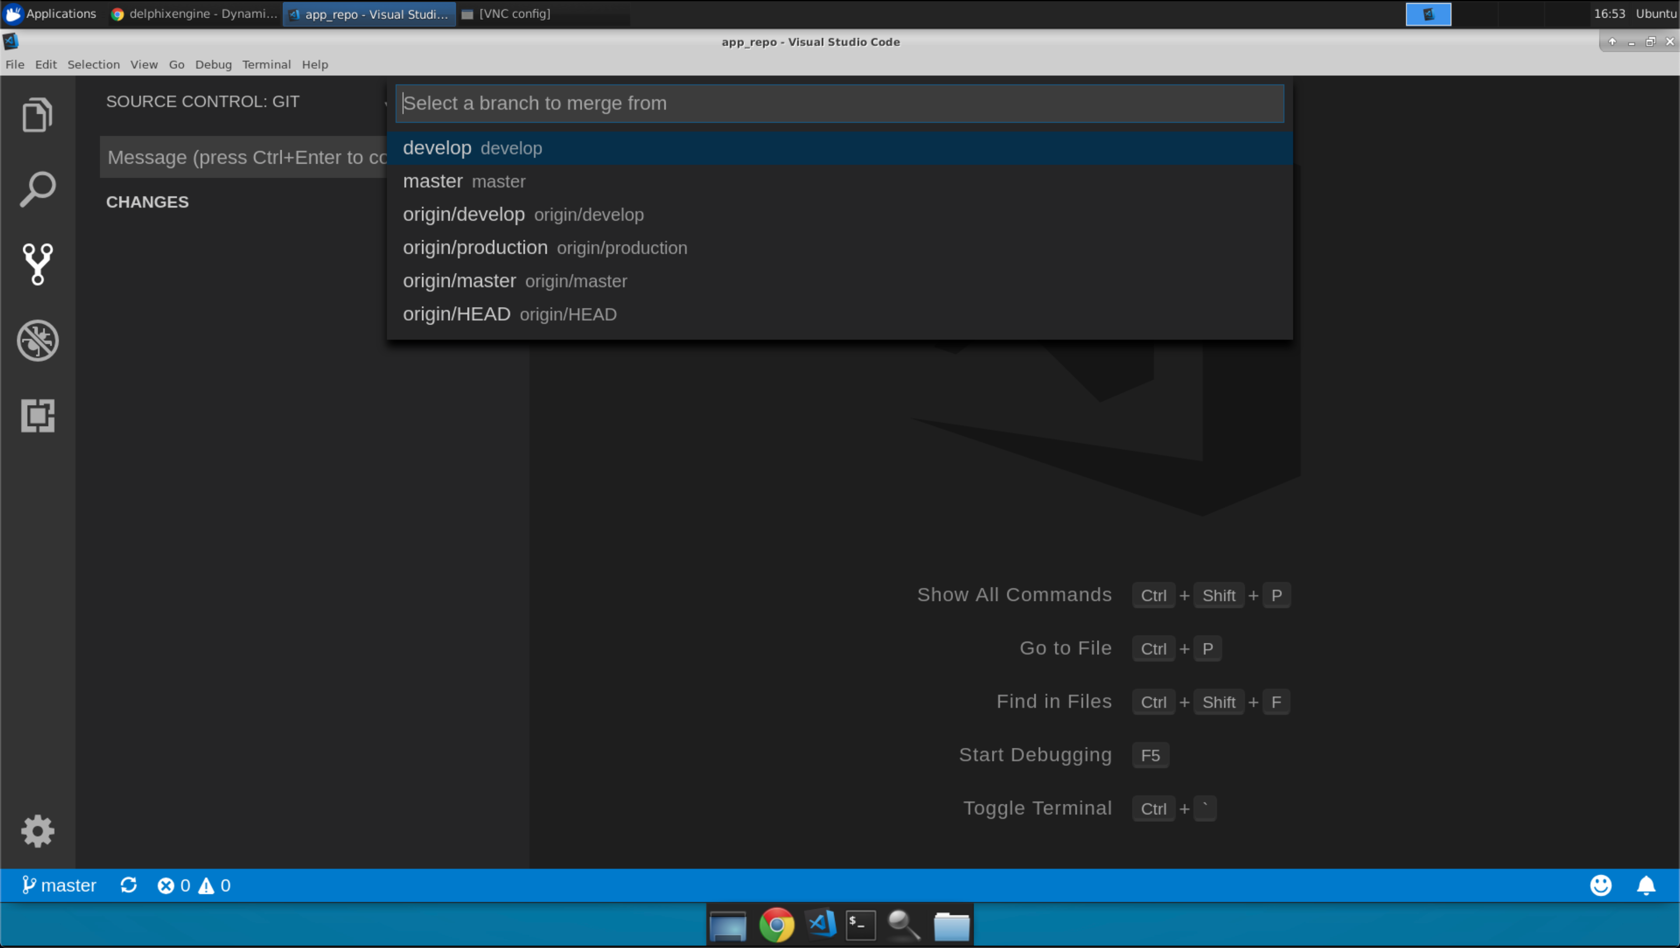 Applications
delphixengine - Dynami...
app_repo - Visual Studi...
[VNC config]
16:53
Ubuntu
app_repo - Visual Studio Code
File Edit Selection View Go Debug Terminal Help
SOURCE CONTROL: GIT
Select a branch to merge from
Message (press Ctrl+Enter to co
CHANGES
develop develop
master master
origin/develop origin/develop
origin/production origin/production
origin/master origin/master
origin/HEAD origin/HEAD
Show All Commands Ctrl + Shift + P
Go to File Ctrl + P
Find in Files Ctrl + Shift + F
Start Debugging F5
Toggle Terminal Ctrl + `
master 0 0
$_